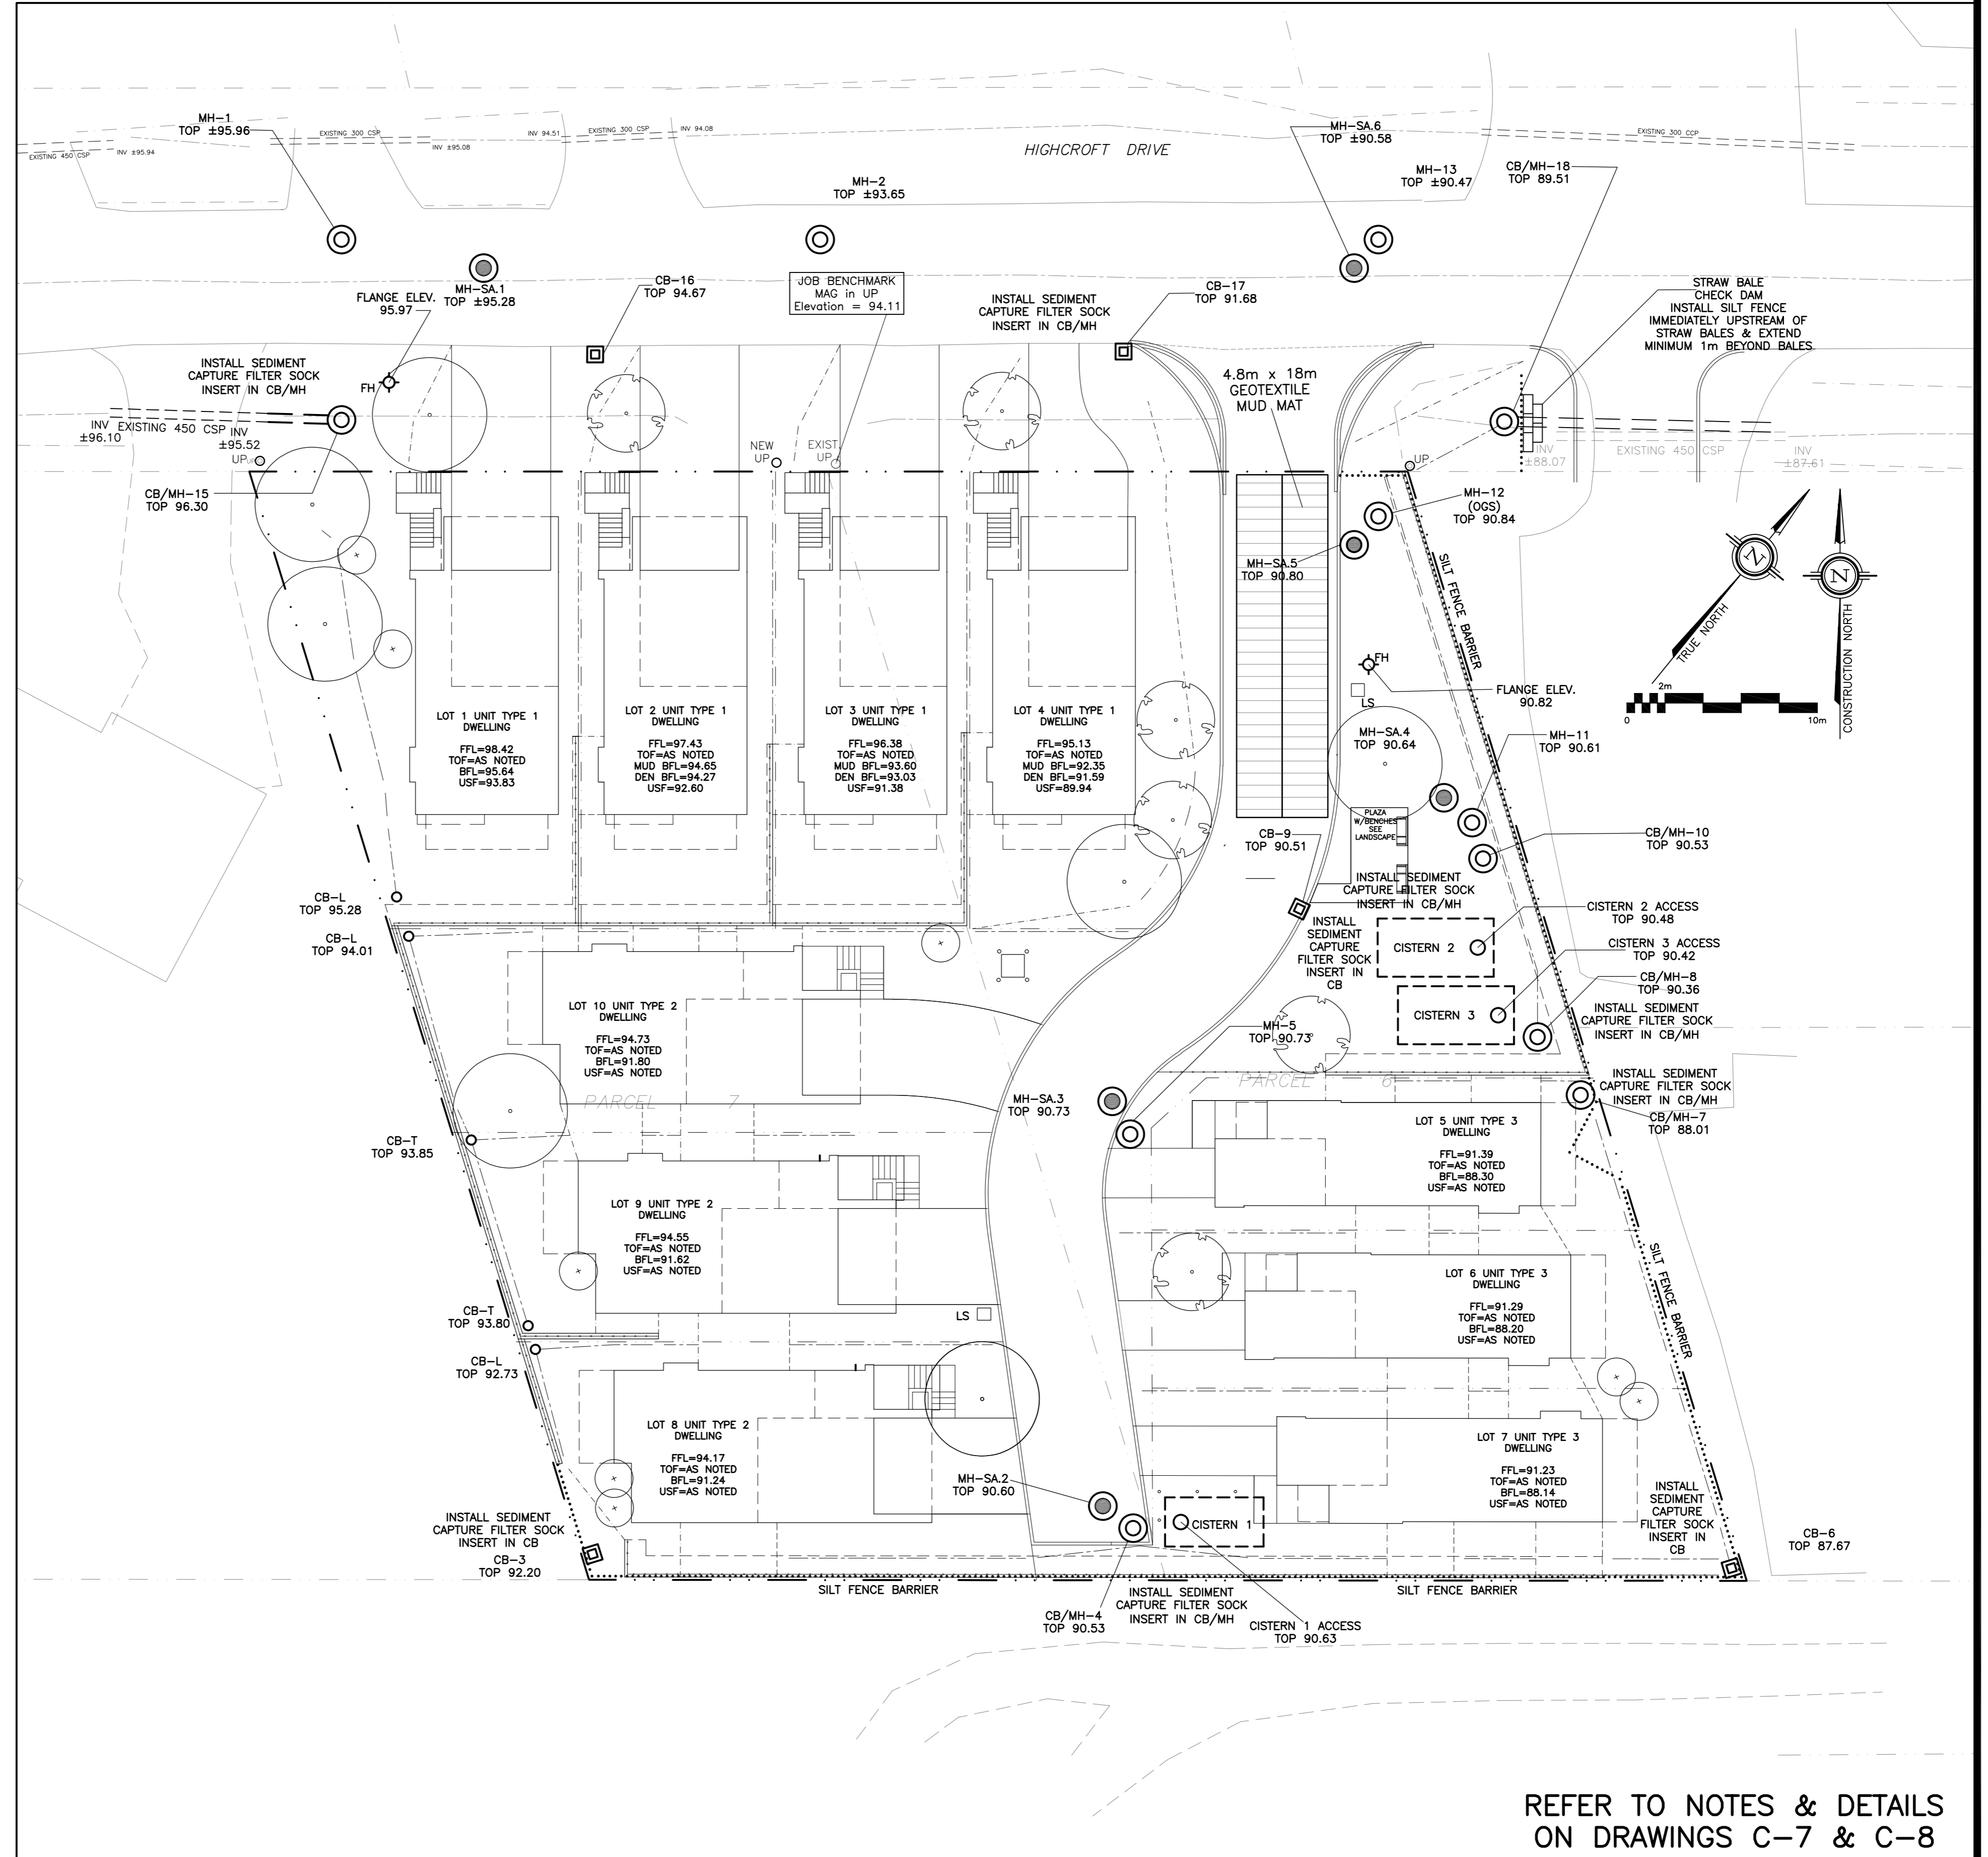 MH-1
TOP ±95.96
EXISTING 450 CSP
INV ±95.94
EXISTING 300 CSP
INV ±95.08
INV 94.51
EXISTING 300 CSP
INV 94.08
HIGHCROFT DRIVE
MH-2
TOP ±93.65
MH-SA.6
TOP ±90.58
MH-13
TOP ±90.47
CB/MH-18
TOP 89.51
EXISTING 300 CCP
MH-SA.1
TOP ±95.28
FLANGE ELEV.
95.97
CB-16
TOP 94.67
JOB BENCHMARK
MAG in UP
Elevation = 94.11
INSTALL SEDIMENT
CAPTURE FILTER SOCK
INSERT IN CB/MH
CB-17
TOP 91.68
STRAW BALE
CHECK DAM
INSTALL SILT FENCE
IMMEDIATELY UPSTREAM OF
STRAW BALES & EXTEND
MINIMUM 1m BEYOND BALES
INSTALL SEDIMENT
CAPTURE FILTER SOCK
INSERT IN CB/MH
FH
4.8m x 18m
GEOTEXTILE
MUD MAT
INV
±96.10
EXISTING 450 CSP
INV
±95.52
UP
NEW
UP
EXIST.
UP
UP
INV
±88.07
EXISTING 450 CSP
INV
±87.61
CB/MH-15
TOP 96.30
MH-12
(OGS)
TOP 90.84
MH-SA.5
TOP 90.80
SILT FENCE BARRIER
N
N
TRUE NORTH
CONSTRUCTION NORTH
FH
LS
FLANGE ELEV.
90.82
2m
0
10m
LOT 1 UNIT TYPE 1
DWELLING
FFL=98.42
TOF=AS NOTED
BFL=95.64
USF=93.83
LOT 2 UNIT TYPE 1
DWELLING
FFL=97.43
TOF=AS NOTED
MUD BFL=94.65
DEN BFL=94.27
USF=92.60
LOT 3 UNIT TYPE 1
DWELLING
FFL=96.38
TOF=AS NOTED
MUD BFL=93.60
DEN BFL=93.03
USF=91.38
LOT 4 UNIT TYPE 1
DWELLING
FFL=95.13
TOF=AS NOTED
MUD BFL=92.35
DEN BFL=91.59
USF=89.94
MH-SA.4
TOP 90.64
MH-11
TOP 90.61
PLAZA
W/BENCHES
SEE
LANDSCAPE
CB-9
TOP 90.51
CB/MH-10
TOP 90.53
INSTALL SEDIMENT
CAPTURE FILTER SOCK
INSERT IN CB/MH
CB-L
TOP 95.28
CB-L
TOP 94.01
INSTALL
SEDIMENT
CAPTURE
FILTER SOCK
INSERT IN
CB
CISTERN 2
CISTERN 2 ACCESS
TOP 90.48
CISTERN 3 ACCESS
TOP 90.42
CISTERN 3
CB/MH-8
TOP 90.36
INSTALL SEDIMENT
CAPTURE FILTER SOCK
INSERT IN CB/MH
LOT 10 UNIT TYPE 2
DWELLING
FFL=94.73
TOF=AS NOTED
BFL=91.80
USF=AS NOTED
MH-5
TOP 90.73
PARCEL 7
PARCEL 6
MH-SA.3
TOP 90.73
INSTALL SEDIMENT
CAPTURE FILTER SOCK
INSERT IN CB/MH
CB/MH-7
TOP 88.01
LOT 5 UNIT TYPE 3
DWELLING
FFL=91.39
TOF=AS NOTED
BFL=88.30
USF=AS NOTED
CB-T
TOP 93.85
LOT 9 UNIT TYPE 2
DWELLING
FFL=94.55
TOF=AS NOTED
BFL=91.62
USF=AS NOTED
LOT 6 UNIT TYPE 3
DWELLING
FFL=91.29
TOF=AS NOTED
BFL=88.20
USF=AS NOTED
SILT FENCE BARRIER
CB-T
TOP 93.80
LS
CB-L
TOP 92.73
LOT 8 UNIT TYPE 2
DWELLING
FFL=94.17
TOF=AS NOTED
BFL=91.24
USF=AS NOTED
LOT 7 UNIT TYPE 3
DWELLING
FFL=91.23
TOF=AS NOTED
BFL=88.14
USF=AS NOTED
MH-SA.2
TOP 90.60
CISTERN 1
INSTALL
SEDIMENT
CAPTURE
FILTER SOCK
INSERT IN
CB
INSTALL SEDIMENT
CAPTURE FILTER SOCK
INSERT IN CB
CB-3
TOP 92.20
CB-6
TOP 87.67
SILT FENCE BARRIER
SILT FENCE BARRIER
INSTALL SEDIMENT
CAPTURE FILTER SOCK
INSERT IN CB/MH
CB/MH-4
TOP 90.53
CISTERN 1 ACCESS
TOP 90.63
REFER TO NOTES & DETAILS
ON DRAWINGS C-7 & C-8